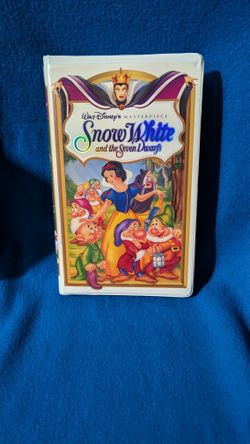 WALT DISNEY'S MASTERPIECE
Snow White
and the Seven Dwarfs